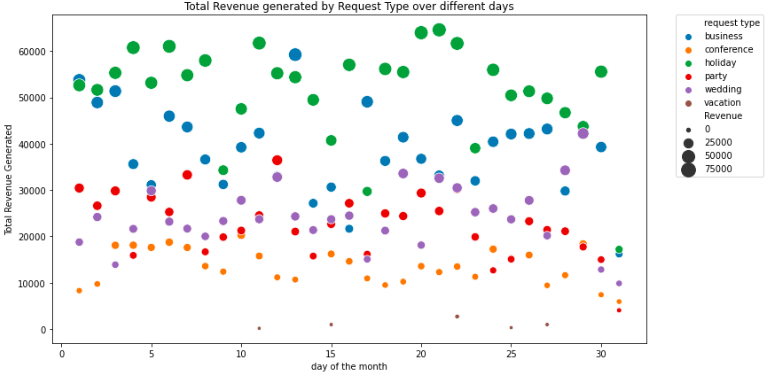 Total Revenue generated by Request Type over different days
Total Revenue Generated
60000
50000
40000
30000
20000
10000
0
0
5
10
15
20
25
30
day of the month
request type
business
conference
holiday
party
wedding
vacation
Revenue
0
25000
50000
75000